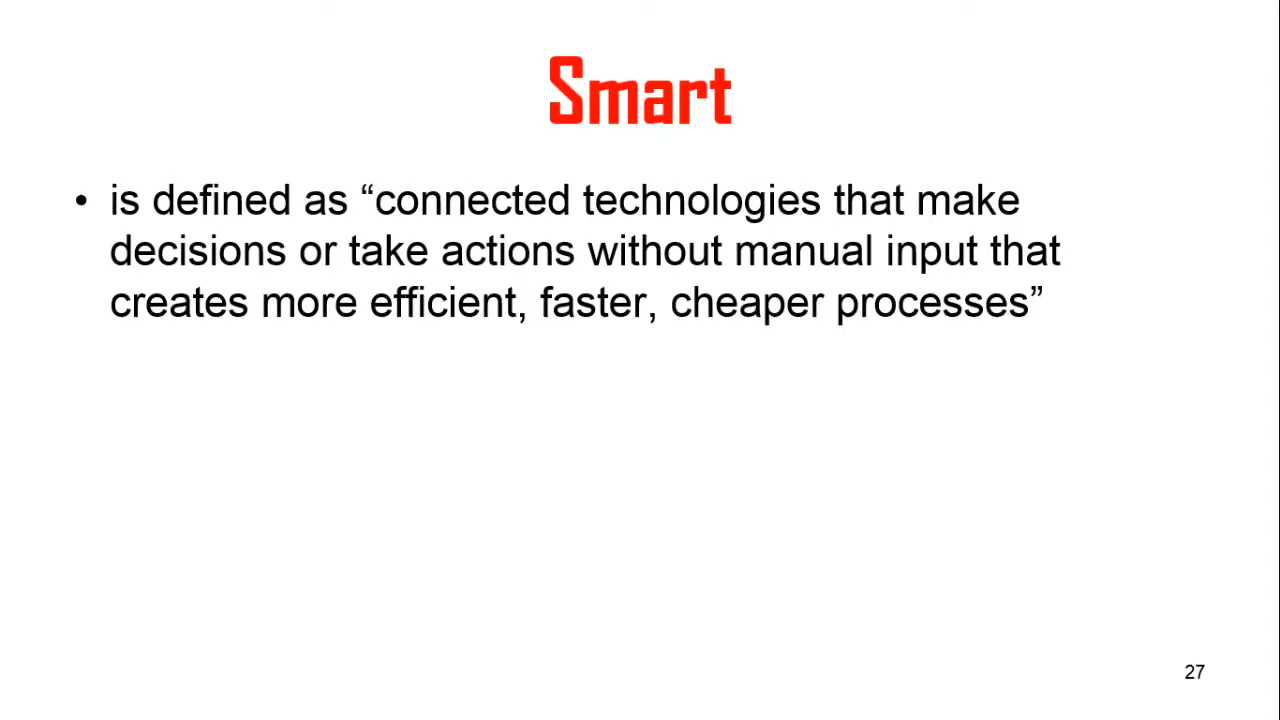 Smart
• is defined as “connected technologies that make
decisions or take actions without manual input that
creates more efficient, faster, cheaper processes”
27